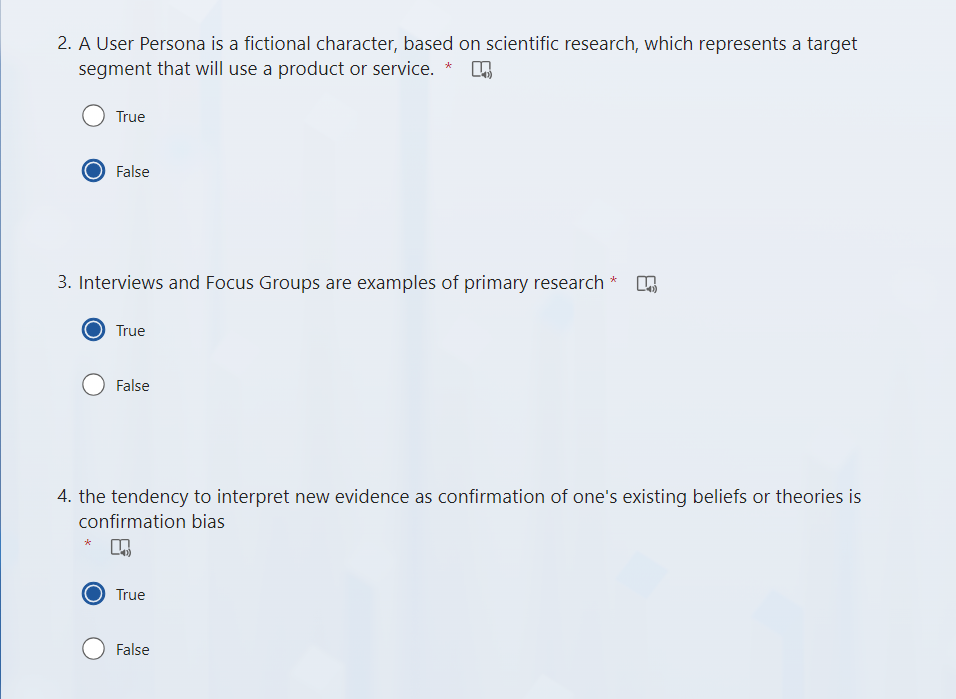 2. A User Persona is a fictional character, based on scientific research, which represents a target
segment that will use a product or service. *
True
False
3. Interviews and Focus Groups are examples of primary research *
True
False
4. the tendency to interpret new evidence as confirmation of one's existing beliefs or theories is
confirmation bias
*
True
False